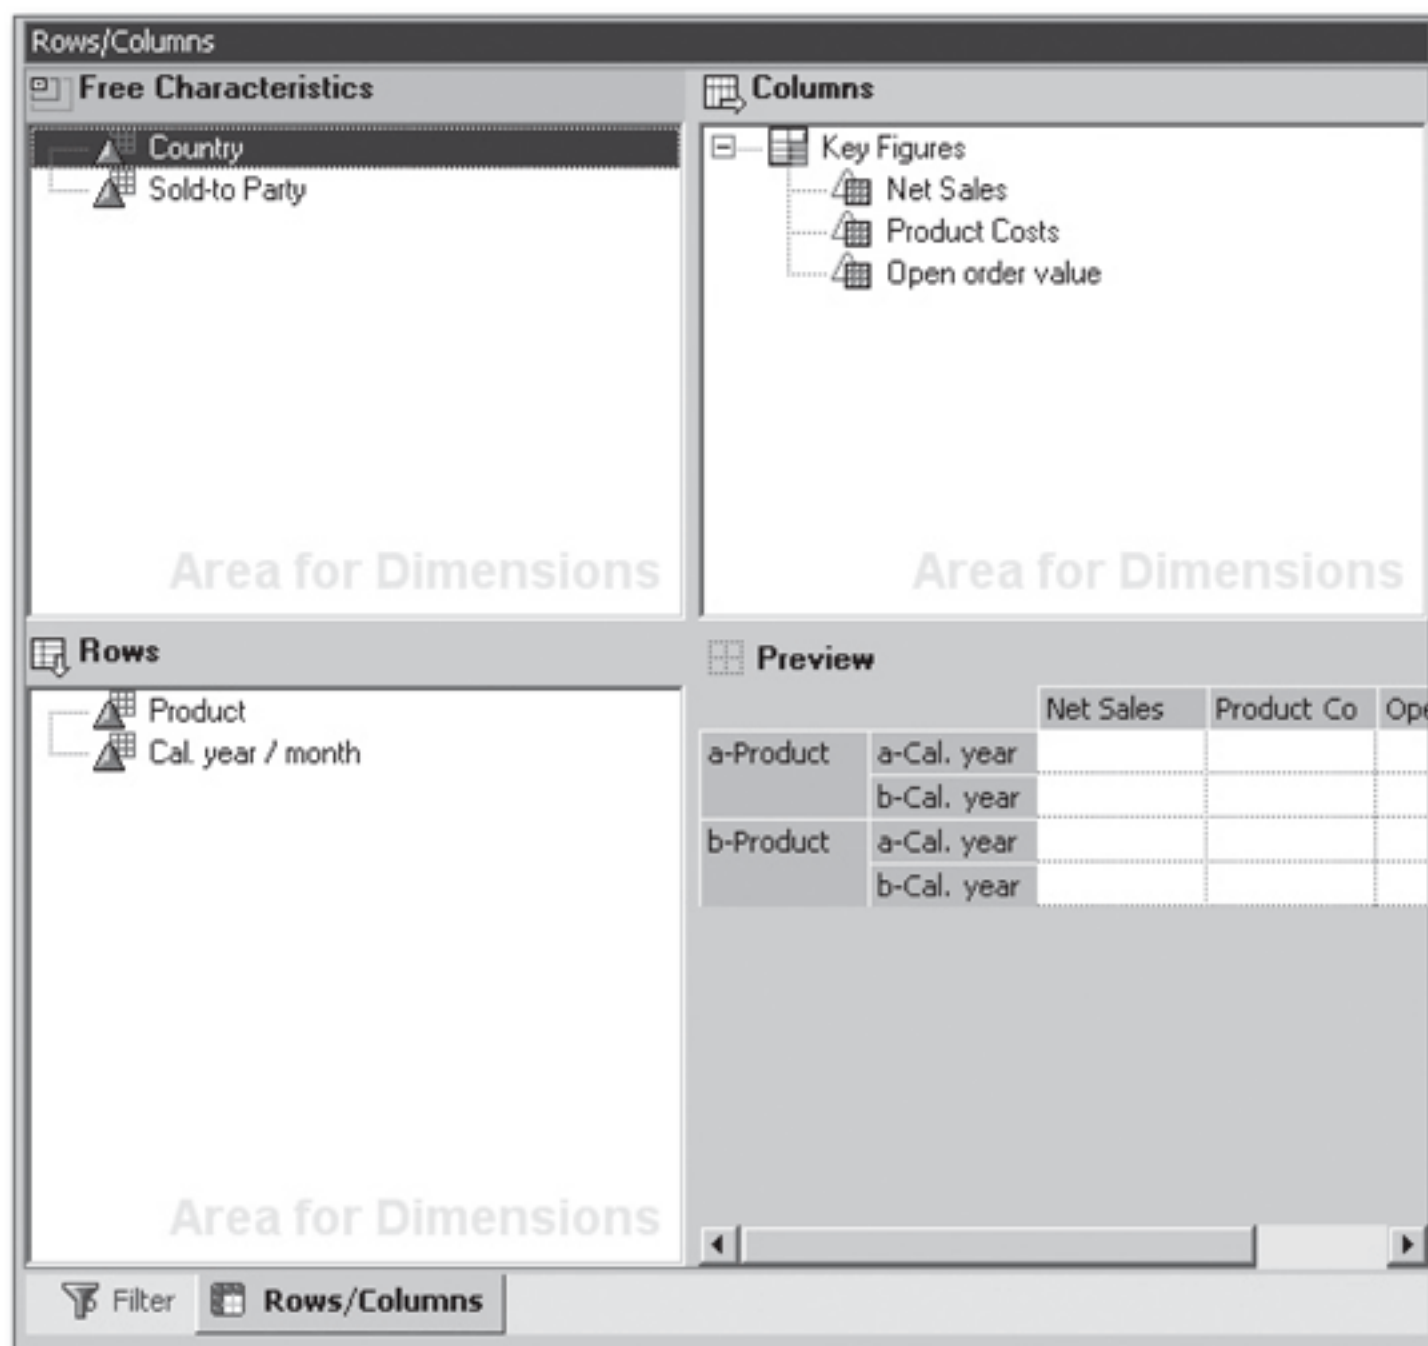 Rows/Columns
Free Characteristics
Country
Sold-to Party
Area for Dimensions
Columns
Key Figures
Net Sales
Product Costs
Open order value
Area for Dimensions
Rows
Product
Cal. year / month
Area for Dimensions
Preview
Net Sales Product Co Ope
a-Product a-Cal. year
b-Cal. year
b-Product a-Cal. year
b-Cal. year
Filter Rows/Columns